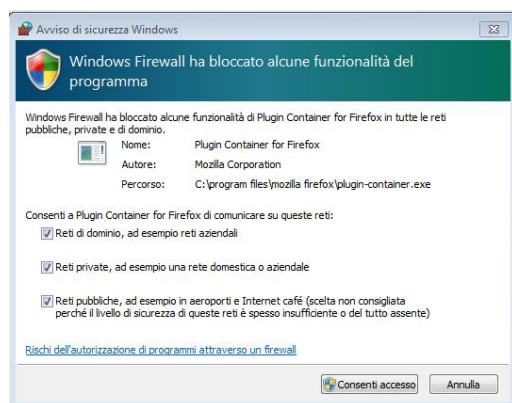 Avviso di sicurezza Windows
Windows Firewall ha bloccato alcune funzionalità del
programma
Windows Firewall ha bloccato alcune funzionalità di Plugin Container for Firefox in tutte le reti
pubbliche, private e di dominio.
Nome: Plugin Container for Firefox
Autore: Mozilla Corporation
Percorso: C:\program files\mozilla firefox\plugin-container.exe
Consenti a Plugin Container for Firefox di comunicare su queste reti:
Reti di dominio, ad esempio reti aziendali
Reti private, ad esempio una rete domestica o aziendale
Reti pubbliche, ad esempio in aeroporti e Internet café (scelta non consigliata
perché il livello di sicurezza di queste reti è spesso insufficiente o del tutto assente)
Rischi dell'autorizzazione di programmi attraverso un firewall
Consenti accesso Annulla